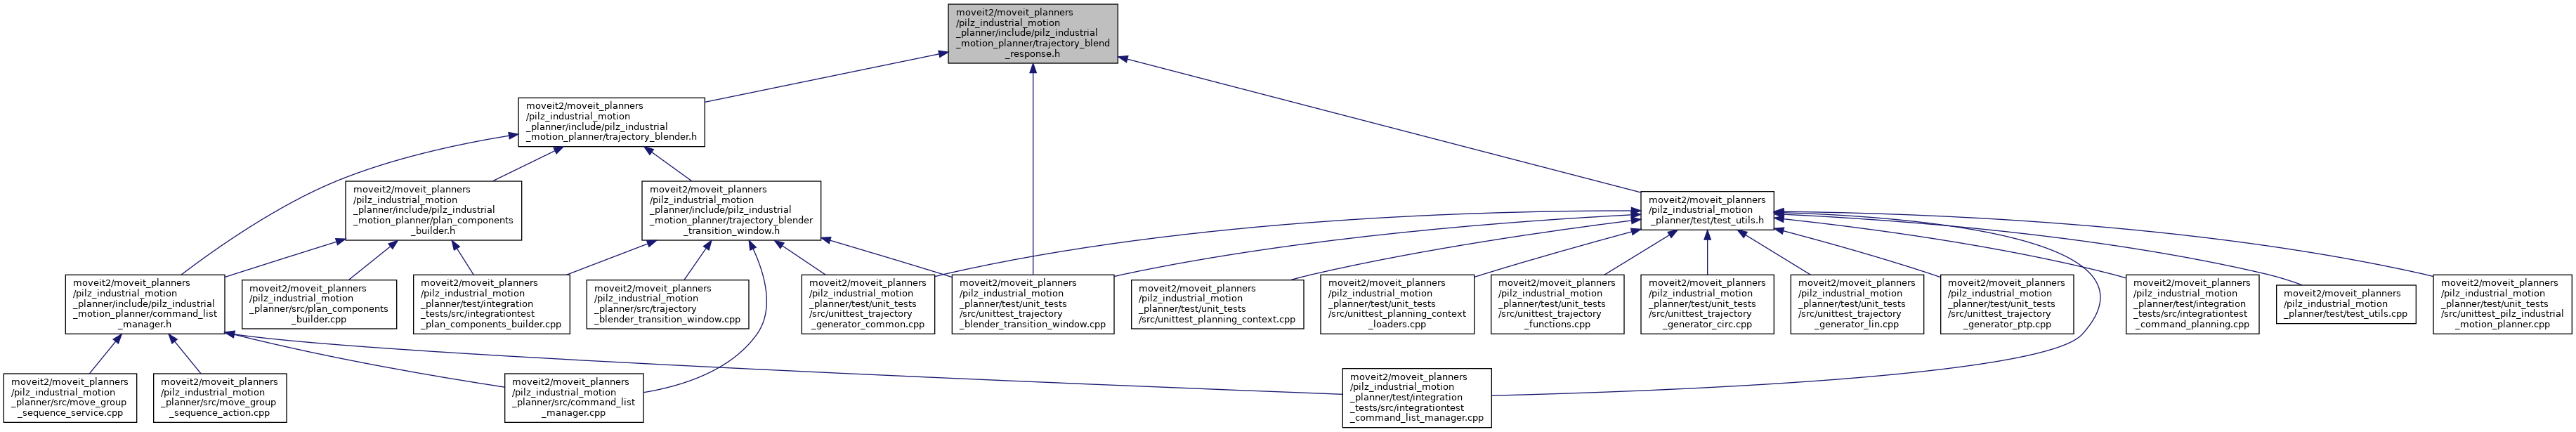 moveit2/moveit_planners
/pilz_industrial_motion
_planner/include/pilz_industrial
_motion_planner/trajectory_blend
_response.h
moveit2/moveit_planners
/pilz_industrial_motion
_planner/include/pilz_industrial
_motion_planner/trajectory_blender.h
moveit2/moveit_planners
/pilz_industrial_motion
_planner/include/pilz_industrial
_motion_planner/plan_components
_builder.h
moveit2/moveit_planners
/pilz_industrial_motion
_planner/include/pilz_industrial
_motion_planner/trajectory_blender
_transition_window.h
moveit2/moveit_planners
/pilz_industrial_motion
_planner/test/test_utils.h
moveit2/moveit_planners
/pilz_industrial_motion
_planner/include/pilz_industrial
_motion_planner/command_list
_manager.h
moveit2/moveit_planners
/pilz_industrial_motion
_planner/src/plan_components
_builder.cpp
moveit2/moveit_planners
/pilz_industrial_motion
_planner/test/integration
_tests/src/integrationtest
_plan_components_builder.cpp
moveit2/moveit_planners
/pilz_industrial_motion
_planner/src/trajectory
_blender_transition_window.cpp
moveit2/moveit_planners
/pilz_industrial_motion
_planner/test/unit_tests
/src/unittest_trajectory
_generator_common.cpp
moveit2/moveit_planners
/pilz_industrial_motion
_planner/test/unit_tests
/src/unittest_trajectory
_blender_transition_window.cpp
moveit2/moveit_planners
/pilz_industrial_motion
_planner/test/unit_tests
/src/unittest_planning_context.cpp
moveit2/moveit_planners
/pilz_industrial_motion
_planner/test/unit_tests
/src/unittest_planning_context
_loaders.cpp
moveit2/moveit_planners
/pilz_industrial_motion
_planner/test/unit_tests
/src/unittest_trajectory
_functions.cpp
moveit2/moveit_planners
/pilz_industrial_motion
_planner/test/unit_tests
/src/unittest_trajectory
_generator_circ.cpp
moveit2/moveit_planners
/pilz_industrial_motion
_planner/test/unit_tests
/src/unittest_trajectory
_generator_lin.cpp
moveit2/moveit_planners
/pilz_industrial_motion
_planner/test/unit_tests
/src/unittest_trajectory
_generator_ptp.cpp
moveit2/moveit_planners
/pilz_industrial_motion
_planner/test/integration
_tests/src/integrationtest
_command_planning.cpp
moveit2/moveit_planners
/pilz_industrial_motion
_planner/test/test_utils.cpp
moveit2/moveit_planners
/pilz_industrial_motion
_planner/test/unit_tests
/src/unittest_pilz_industrial
_motion_planner.cpp
moveit2/moveit_planners
/pilz_industrial_motion
_planner/src/move_group
_sequence_service.cpp
moveit2/moveit_planners
/pilz_industrial_motion
_planner/src/move_group
_sequence_action.cpp
moveit2/moveit_planners
/pilz_industrial_motion
_planner/src/command_list
_manager.cpp
moveit2/moveit_planners
/pilz_industrial_motion
_planner/test/integration
_tests/src/integrationtest
_command_list_manager.cpp